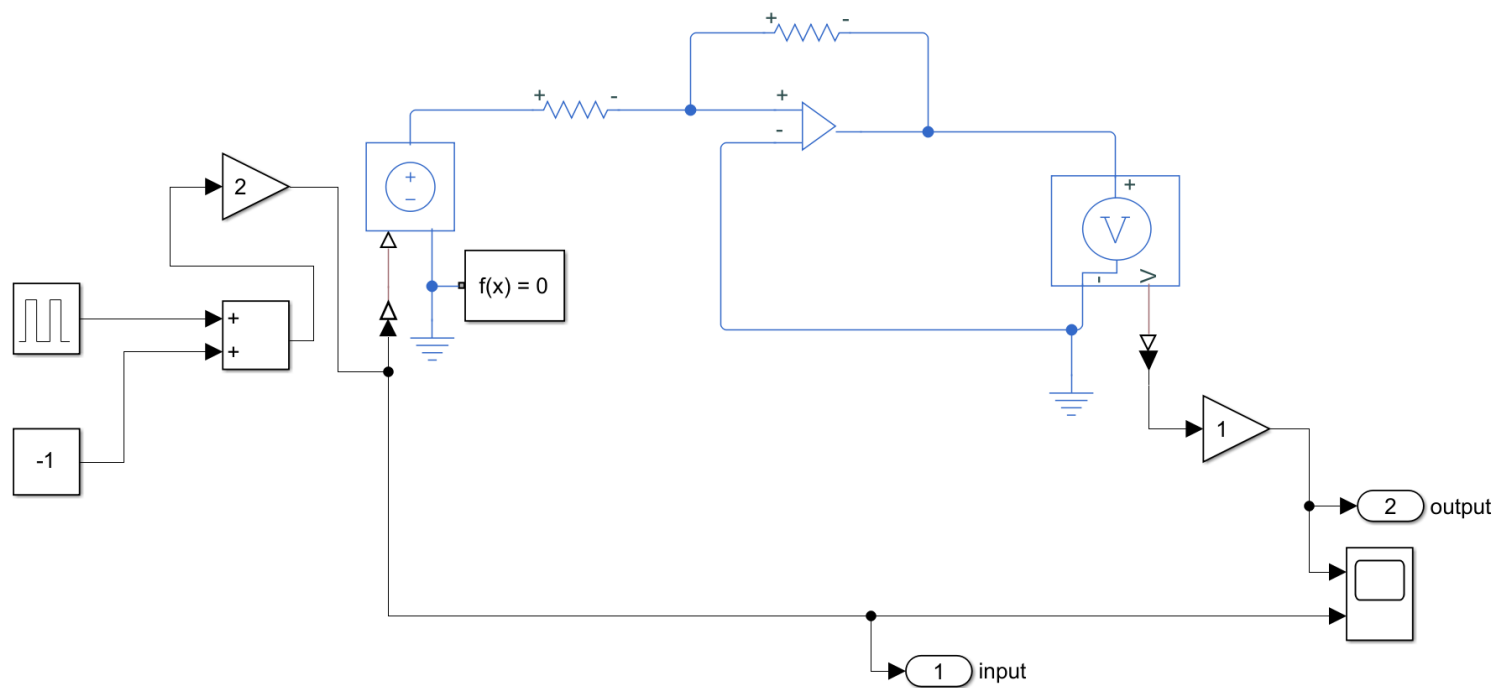 + -
+ -
+
-
2
+
-
+
V
- V
f(x) = 0
+
+
-1
1
2 output
1 input